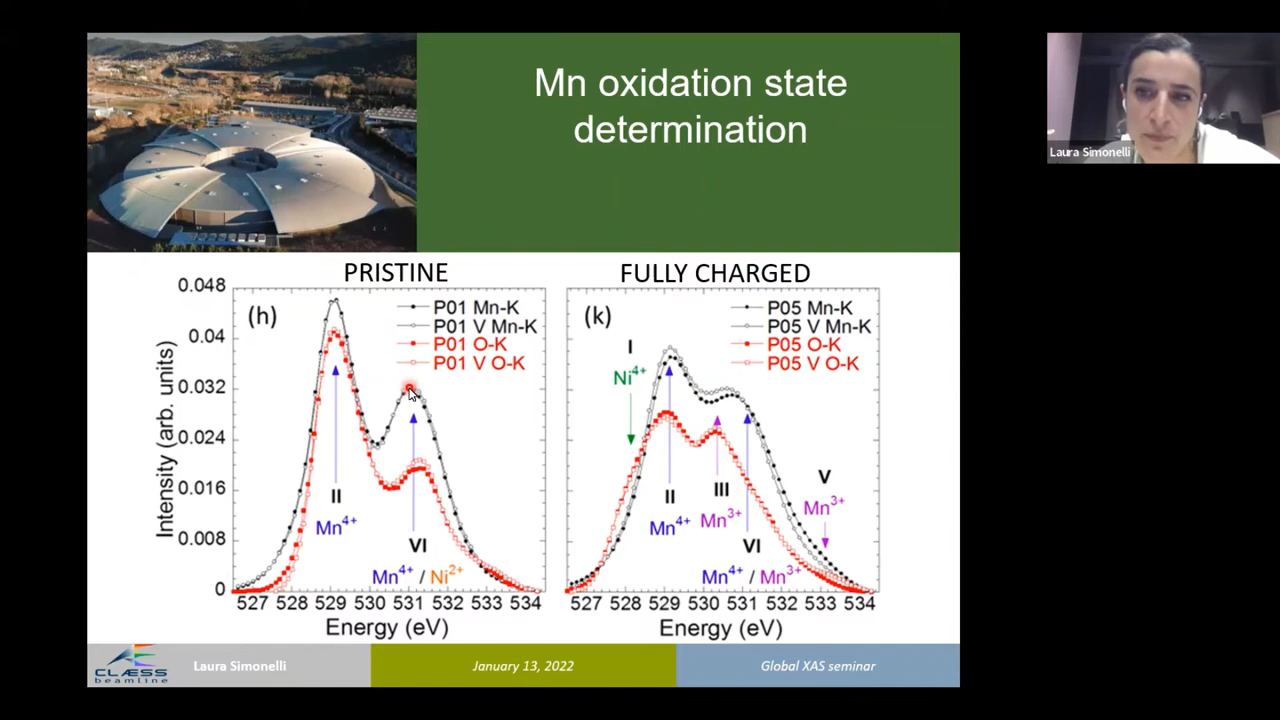 Mn oxidation state
determination
Laura Simonelli
PRISTINE
FULLY CHARGED
Intensity (arb. units)
0.048
0.04
0.032
0.024
0.016
0.008
0
(h)
P01 Mn-K
P01 V Mn-K
P01 O-K
P01 V O-K
II
Mn⁴⁺
VI
Mn⁴⁺ / Ni²⁺
527 528 529 530 531 532 533 534
Energy (eV)
(k)
P05 Mn-K
P05 V Mn-K
P05 O-K
P05 V O-K
I
Ni⁴⁺
II
Mn⁴⁺
III
Mn³⁺
V
Mn³⁺
VI
Mn⁴⁺ / Mn³⁺
527 528 529 530 531 532 533 534
Energy (eV)
CLÆSS
beamline
Laura Simonelli
January 13, 2022
Global XAS seminar